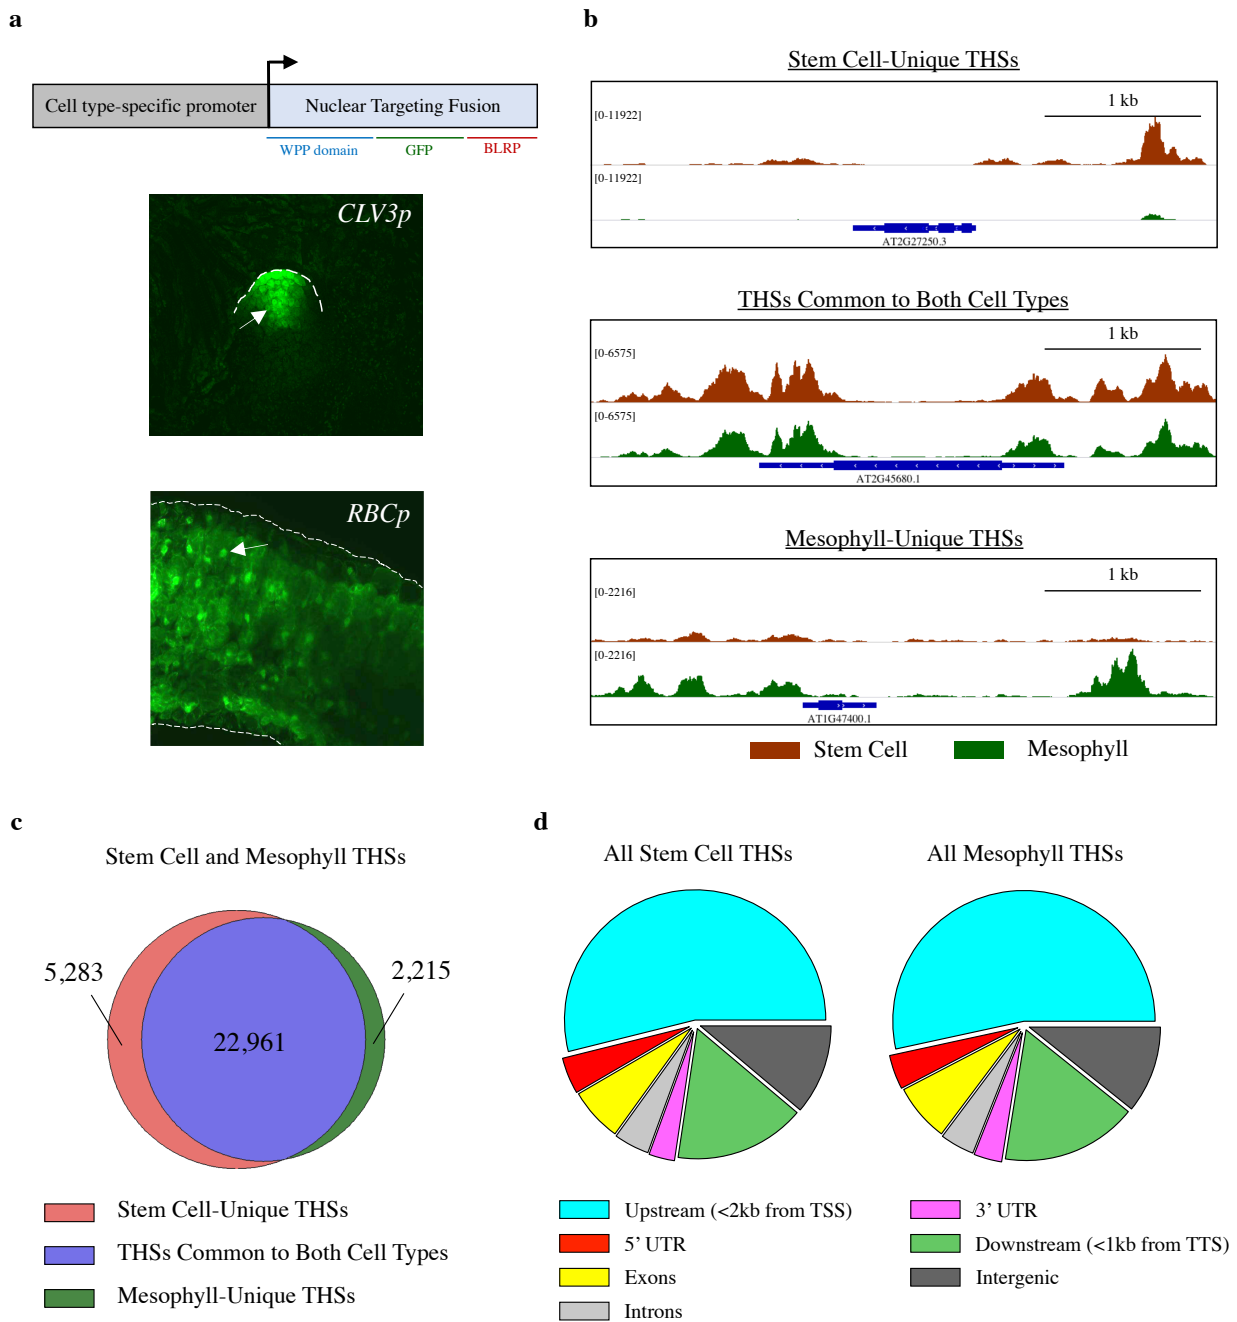 a
Cell type-specific promoter
Nuclear Targeting Fusion
WPP domain
GFP
BLRP
CLV3p
RBCp
b
Stem Cell-Unique THSs
[0-11922]
1 kb
[0-11922]
AT2G27250.3
THSs Common to Both Cell Types
1 kb
[0-6575]
[0-6575]
AT2G45680.1
Mesophyll-Unique THSs
1 kb
[0-2216]
[0-2216]
AT1G47400.1
Stem Cell
Mesophyll
c
Stem Cell and Mesophyll THSs
5,283
2,215
22,961
Stem Cell-Unique THSs
THSs Common to Both Cell Types
Mesophyll-Unique THSs
d
All Stem Cell THSs
All Mesophyll THSs
Upstream (<2kb from TSS)
5’ UTR
Exons
Introns
3’ UTR
Downstream (<1kb from TTS)
Intergenic